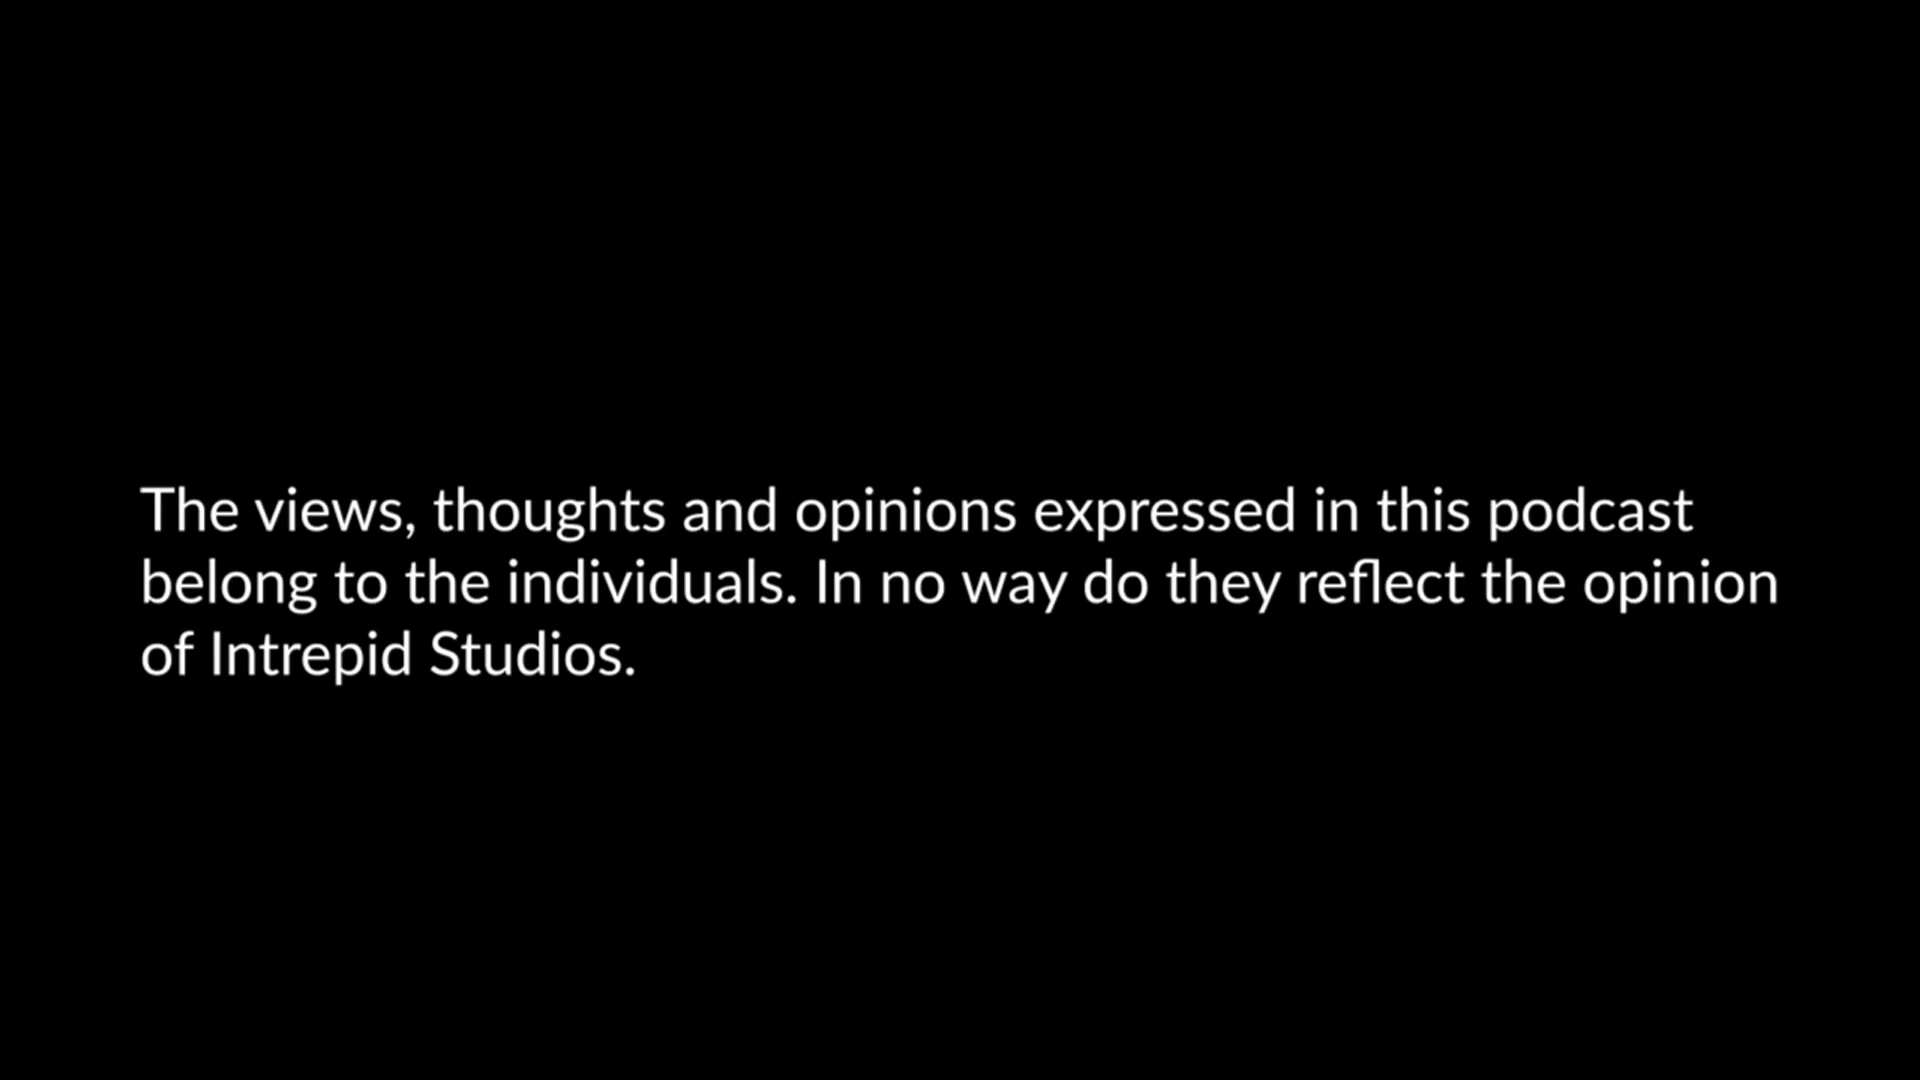 The views, thoughts and opinions expressed in this podcast
belong to the individuals. In no way do they reflect the opinion
of Intrepid Studios.